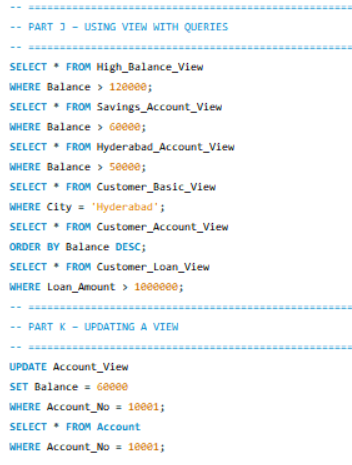 -- ==================================================
-- PART J – USING VIEW WITH QUERIES
-- ==================================================
SELECT * FROM High_Balance_View
WHERE Balance > 120000;
SELECT * FROM Savings_Account_View
WHERE Balance > 60000;
SELECT * FROM Hyderabad_Account_View
WHERE Balance > 50000;
SELECT * FROM Customer_Basic_View
WHERE City = 'Hyderabad';
SELECT * FROM Customer_Account_View
ORDER BY Balance DESC;
SELECT * FROM Customer_Loan_View
WHERE Loan_Amount > 1000000;
-- ==================================================
-- PART K – UPDATING A VIEW
-- ==================================================
UPDATE Account_View
SET Balance = 60000
WHERE Account_No = 10001;
SELECT * FROM Account
WHERE Account_No = 10001;